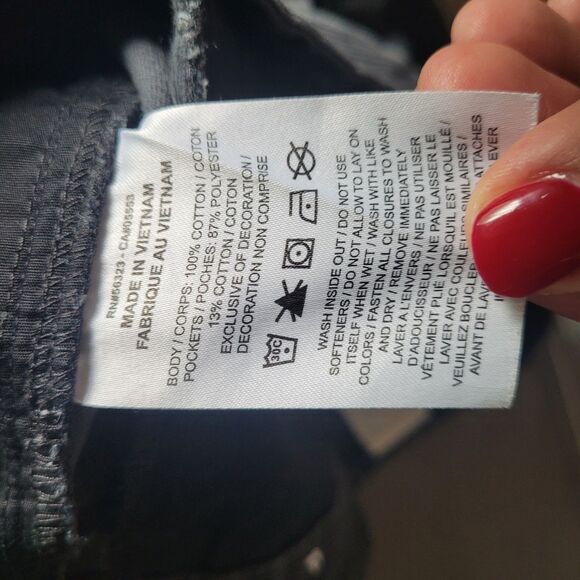 RN#56323 - CA#05553
MADE IN VIETNAM
FABRIQUE AU VIETNAM
BODY / CORPS: 100% COTTON / COTON
POCKETS / POCHES: 87% POLYESTER
13% COTTON / COTON
EXCLUSIVE OF DECORATION /
DECORATION NON COMPRISE
30C
WASH INSIDE OUT / DO NOT USE
SOFTENERS / DO NOT ALLOW TO LAY ON
ITSELF WHEN WET / WASH WITH LIKE
COLORS / FASTEN ALL CLOSURES TO WASH
AND DRY / REMOVE IMMEDIATELY
LAVER À L'ENVERS / NE PAS UTILISER
D'ADOUCISSEUR / NE PAS LAISSER LE
VÊTEMENT PLIÉ LORSQU'IL EST MOUILLÉ /
LAVER AVEC COULEURS SIMILAIRES /
VEUILLEZ BOUCLER ATTACHES
AVANT DE LAVE EVER